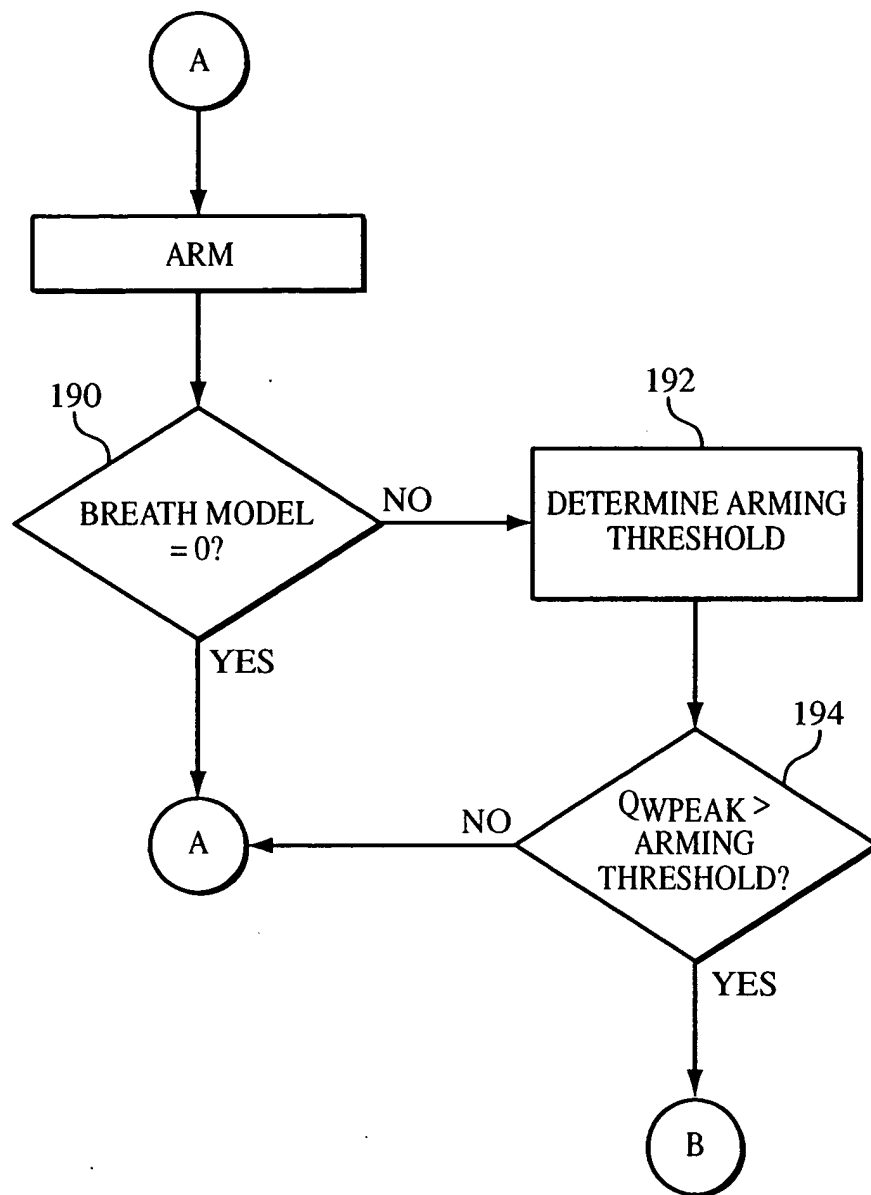 A
ARM
190
BREATH MODEL
= 0?
NO
YES
192
DETERMINE ARMING
THRESHOLD
194
QWPEAK >
ARMING
THRESHOLD?
NO
YES
A
B